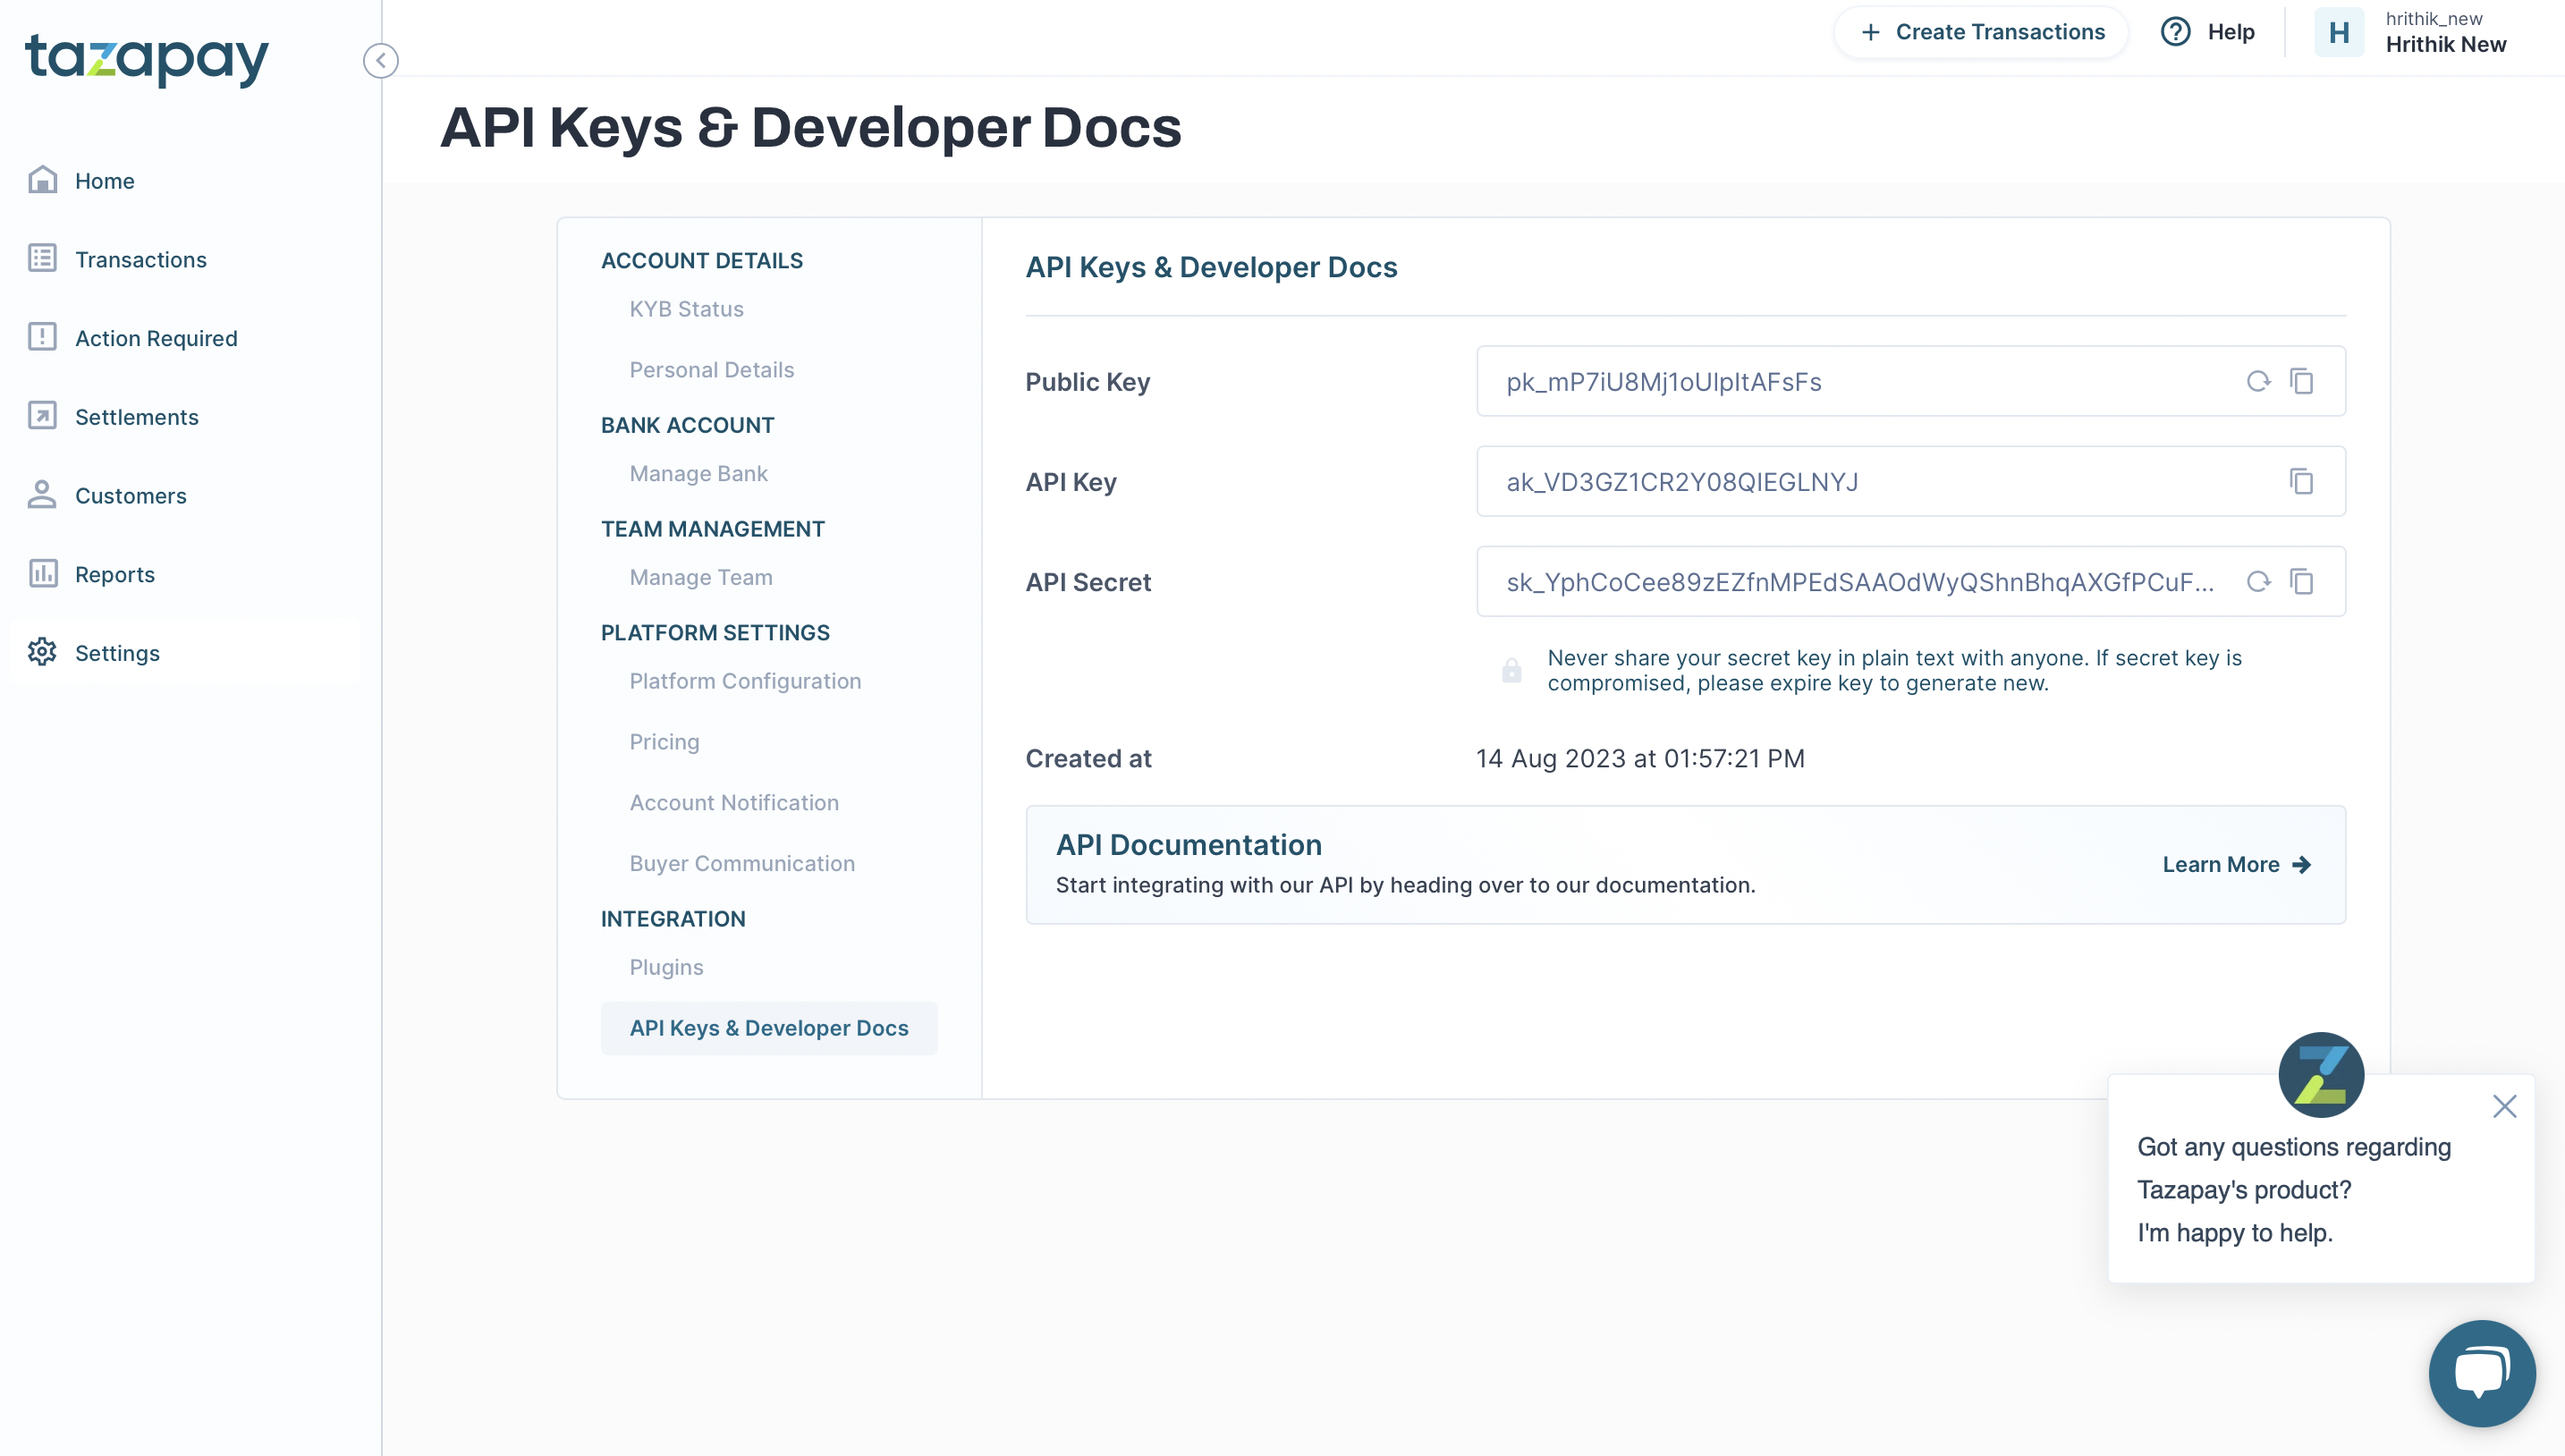 tazapay
Create Transactions
Help
H
hrithik_new
Hrithik New
API Keys & Developer Docs
Home
Transactions
Action Required
Settlements
Customers
Reports
Settings
ACCOUNT DETAILS
KYB Status
Personal Details
BANK ACCOUNT
Manage Bank
TEAM MANAGEMENT
Manage Team
PLATFORM SETTINGS
Platform Configuration
Pricing
Account Notification
Buyer Communication
INTEGRATION
Plugins
API Keys & Developer Docs
API Keys & Developer Docs
Public Key
pk_mP7iU8Mj1oUlpItAFsFs
API Key
ak_VD3GZ1CR2Y08QIEGLNYJ
API Secret
sk_YphCoCee89zEZfnMPEdSAAOdWyQShnBhqAXGfPCuF...
Never share your secret key in plain text with anyone. If secret key is
compromised, please expire key to generate new.
Created at
14 Aug 2023 at 01:57:21 PM
API Documentation
Start integrating with our API by heading over to our documentation.
Learn More
Got any questions regarding
Tazapay's product?
I'm happy to help.